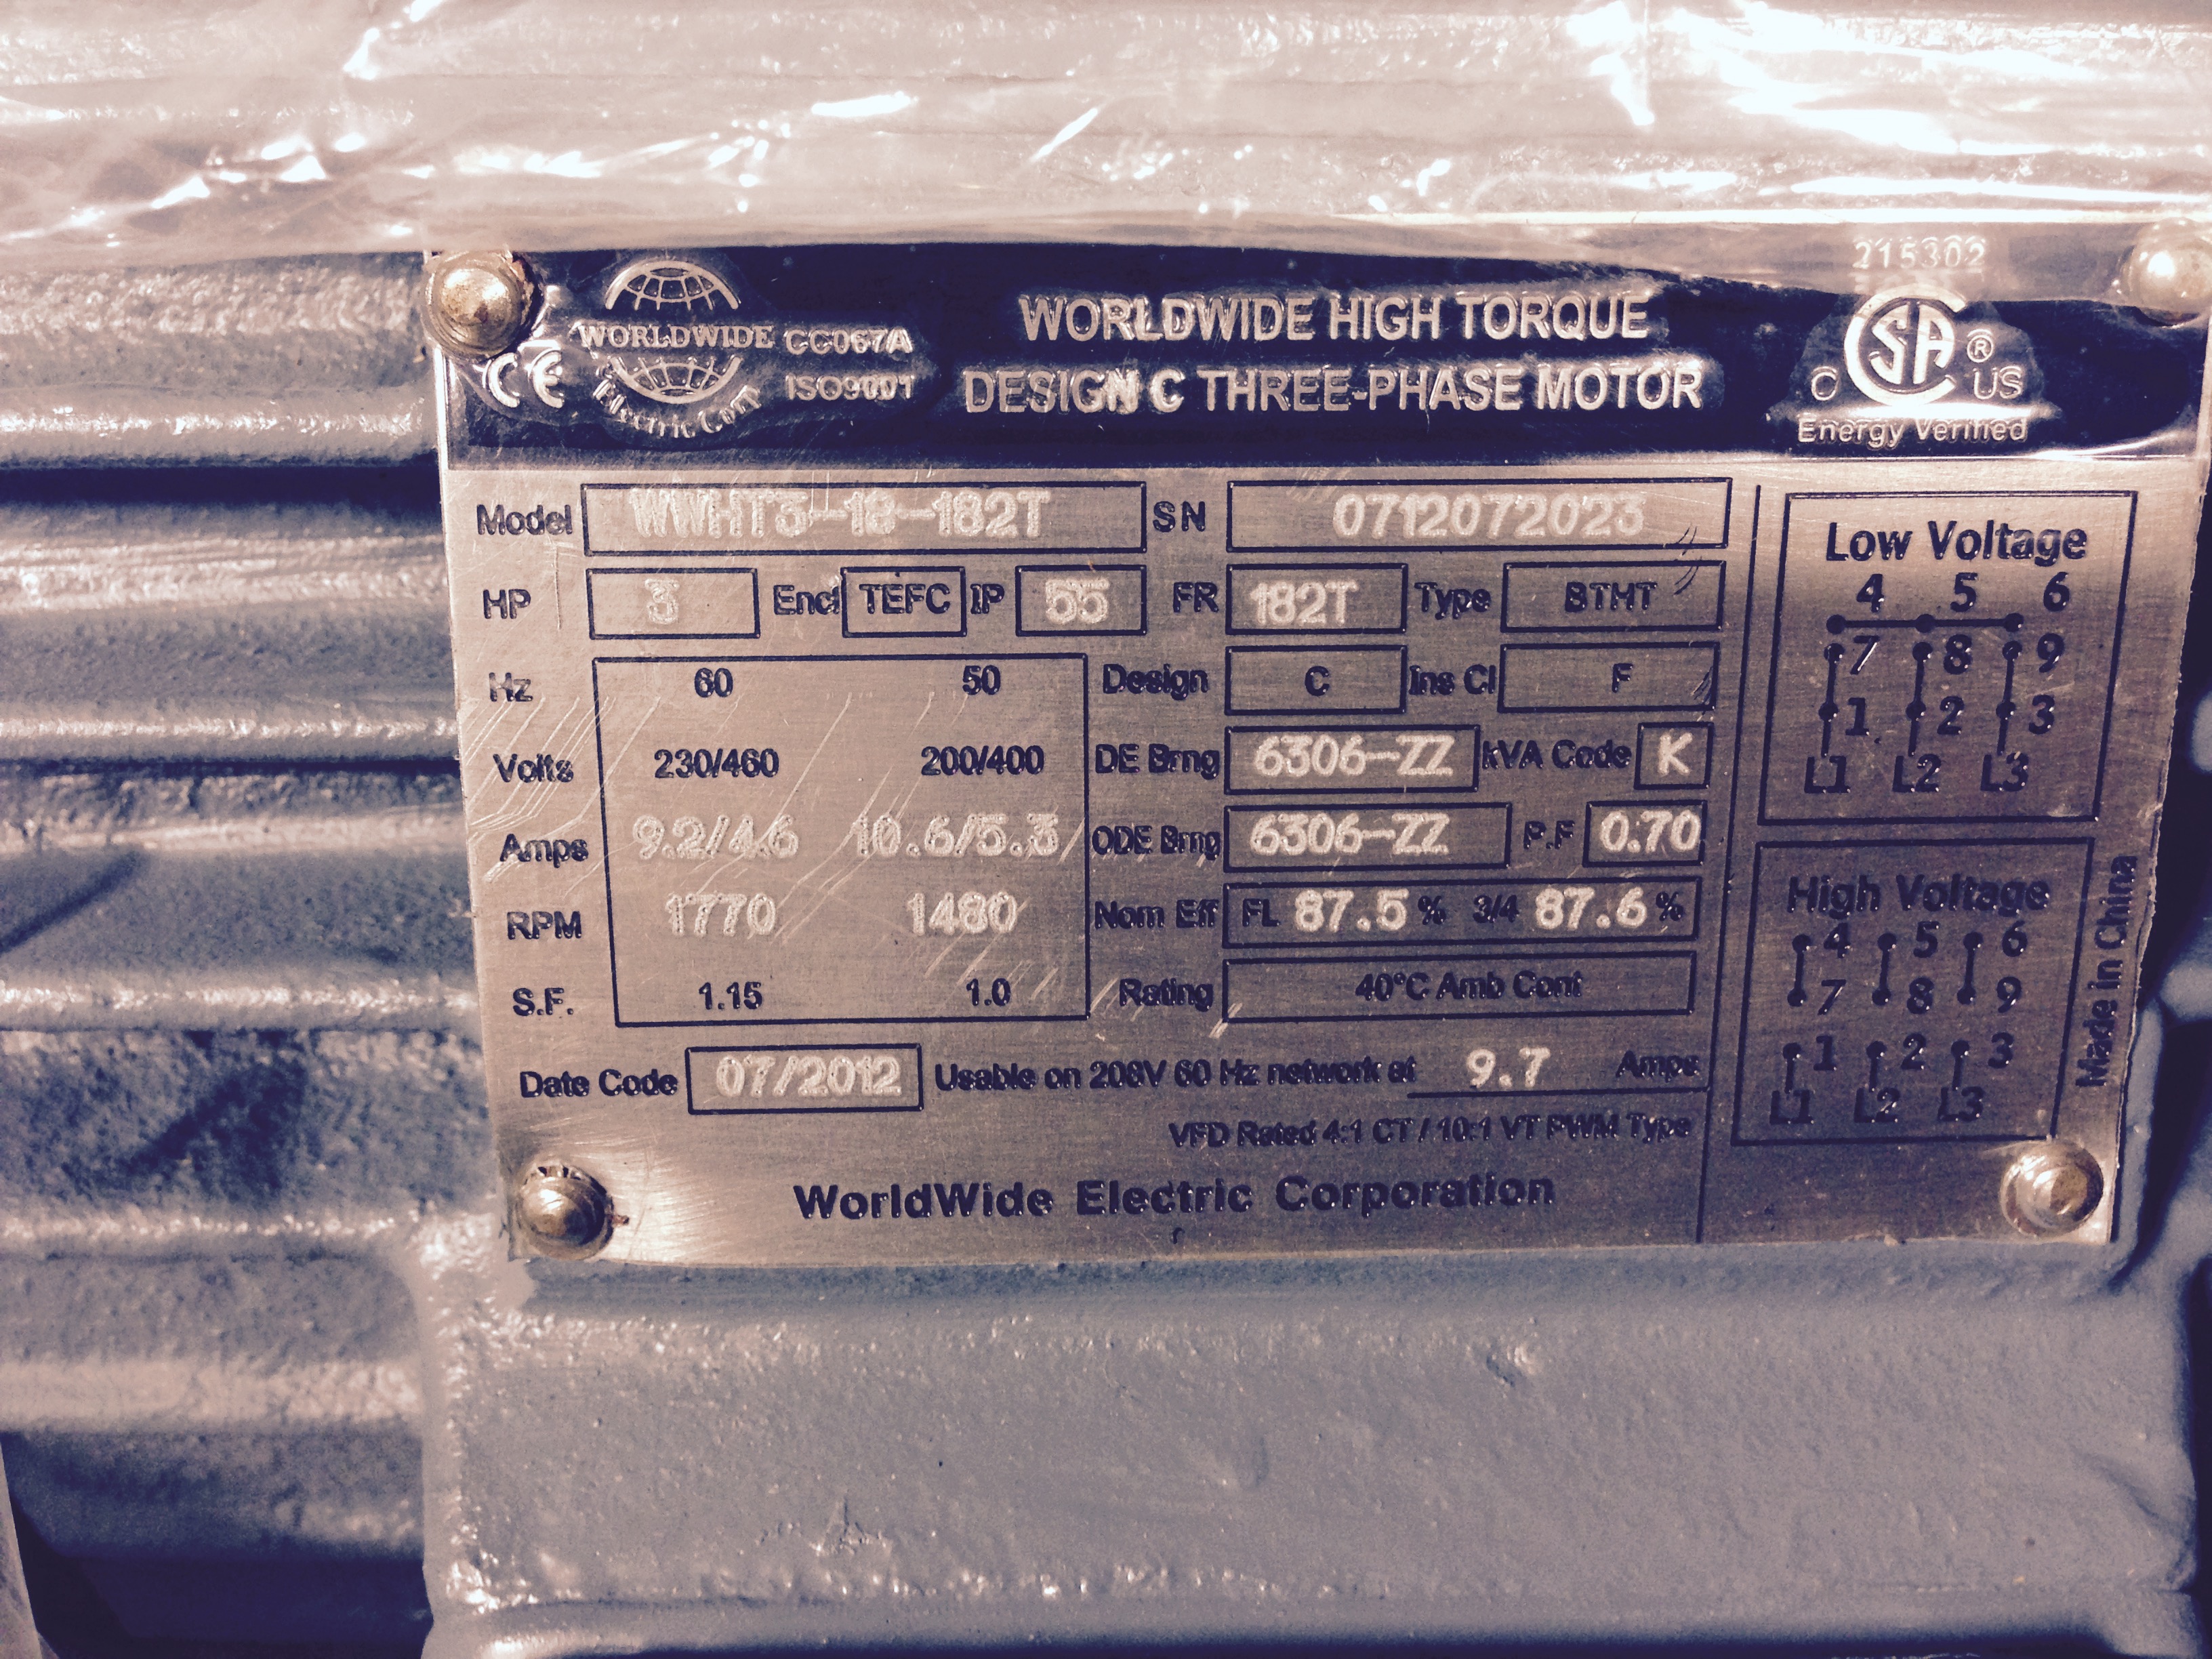 215302
WORLDWIDE CC067A
CE ISO9001
Electric Corp
WORLDWIDE HIGH TORQUE
DESIGN C THREE-PHASE MOTOR
CSA ®
C US
Energy Verified
Model WWHT3-18-182T SN 0712072023
HP 3 Encl TEFC IP 55 FR 182T Type BTHT
Hz 60 50 Design C Ins Cl F
Volts 230/460 200/400 DE Brng 6306-ZZ kVA Code K
Amps 9.2/4.6 10.6/5.3 ODE Brng 6306-ZZ P.F 0.70
RPM 1770 1480 Nom Eff FL 87.5 % 3/4 87.6 %
S.F. 1.15 1.0 Rating 40°C Amb Cont
Date Code 07/2012 Usable on 208V 60 Hz network at 9.7 Amps
VFD Rated 4:1 CT / 10:1 VT PWM Type
WorldWide Electric Corporation
Low Voltage
4 5 6
7 8 9
1 2 3
L1 L2 L3
High Voltage
4 5 6
7 8 9
1 2 3
L1 L2 L3
Made in China